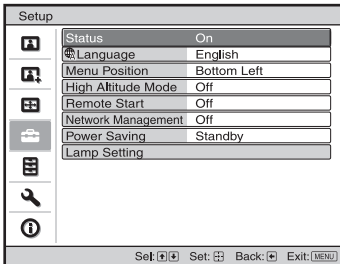 Setup
Status On
Language English
Menu Position Bottom Left
High Altitude Mode Off
Remote Start Off
Network Management Off
Power Saving Standby
Lamp Setting
Sel: Set: Back: Exit: MENU